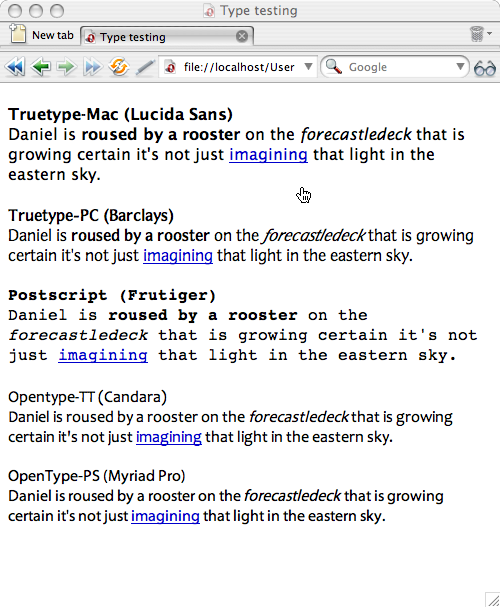 Type testing
New tab
Type testing
file://localhost/User
Google
Truetype-Mac (Lucida Sans)
Daniel is roused by a rooster on the forecastledeck that is
growing certain it's not just imagining that light in the
eastern sky.
Truetype-PC (Barclays)
Daniel is roused by a rooster on the forecastledeck that is growing
certain it's not just imagining that light in the eastern sky.
Postscript (Frutiger)
Daniel is roused by a rooster on the
forecastledeck that is growing certain it's not
just imagining that light in the eastern sky.
Opentype-TT (Candara)
Daniel is roused by a rooster on the forecastledeck that is growing
certain it's not just imagining that light in the eastern sky.
OpenType-PS (Myriad Pro)
Daniel is roused by a rooster on the forecastledeck that is growing
certain it's not just imagining that light in the eastern sky.